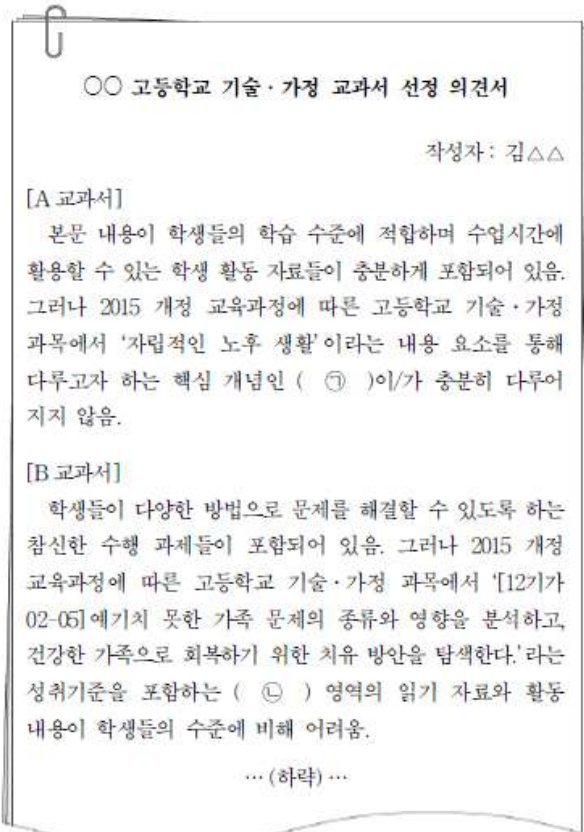 ○○ 고등학교 기술·가정 교과서 선정 의견서
작성자 : 김△△
[A 교과서]
본문 내용이 학생들의 학습 수준에 적합하며 수업시간에
활용할 수 있는 학생 활동 자료들이 충분하게 포함되어 있음.
그러나 2015 개정 교육과정에 따른 고등학교 기술·가정
과목에서 '자립적인 노후 생활'이라는 내용 요소를 통해
다루고자 하는 핵심 개념인 ( ㉠ )이/가 충분히 다루어
지지 않음.
[B 교과서]
학생들이 다양한 방법으로 문제를 해결할 수 있도록 하는
참신한 수행 과제들이 포함되어 있음. 그러나 2015 개정
교육과정에 따른 고등학교 기술·가정 과목에서 '[12기가
02-05] 예기치 못한 가족 문제의 종류와 영향을 분석하고,
건강한 가족으로 회복하기 위한 치유 방안을 탐색한다.'라는
성취기준을 포함하는 ( ㉡ ) 영역의 읽기 자료와 활동
내용이 학생들의 수준에 비해 어려움.
… (하략) …